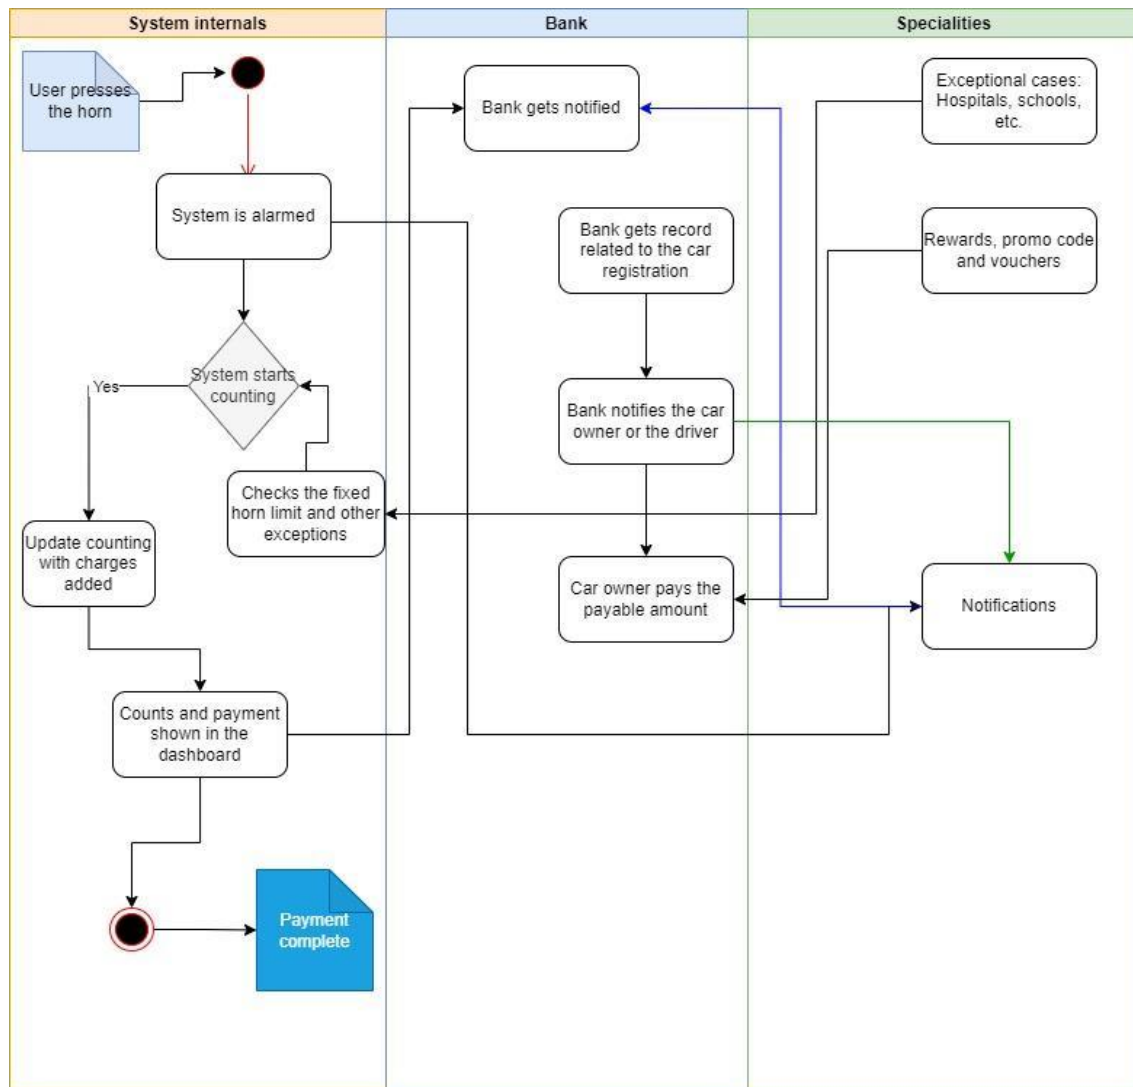 System internals
Bank
Specialities
User presses
the horn
Bank gets notified
Exceptional cases:
Hospitals, schools,
etc.
System is alarmed
Bank gets record
related to the car
registration
Rewards, promo code
and vouchers
Yes
System starts
counting
Bank notifies the car
owner or the driver
Checks the fixed
horn limit and other
exceptions
Update counting
with charges
added
Car owner pays the
payable amount
Notifications
Counts and payment
shown in the
dashboard
Payment
complete